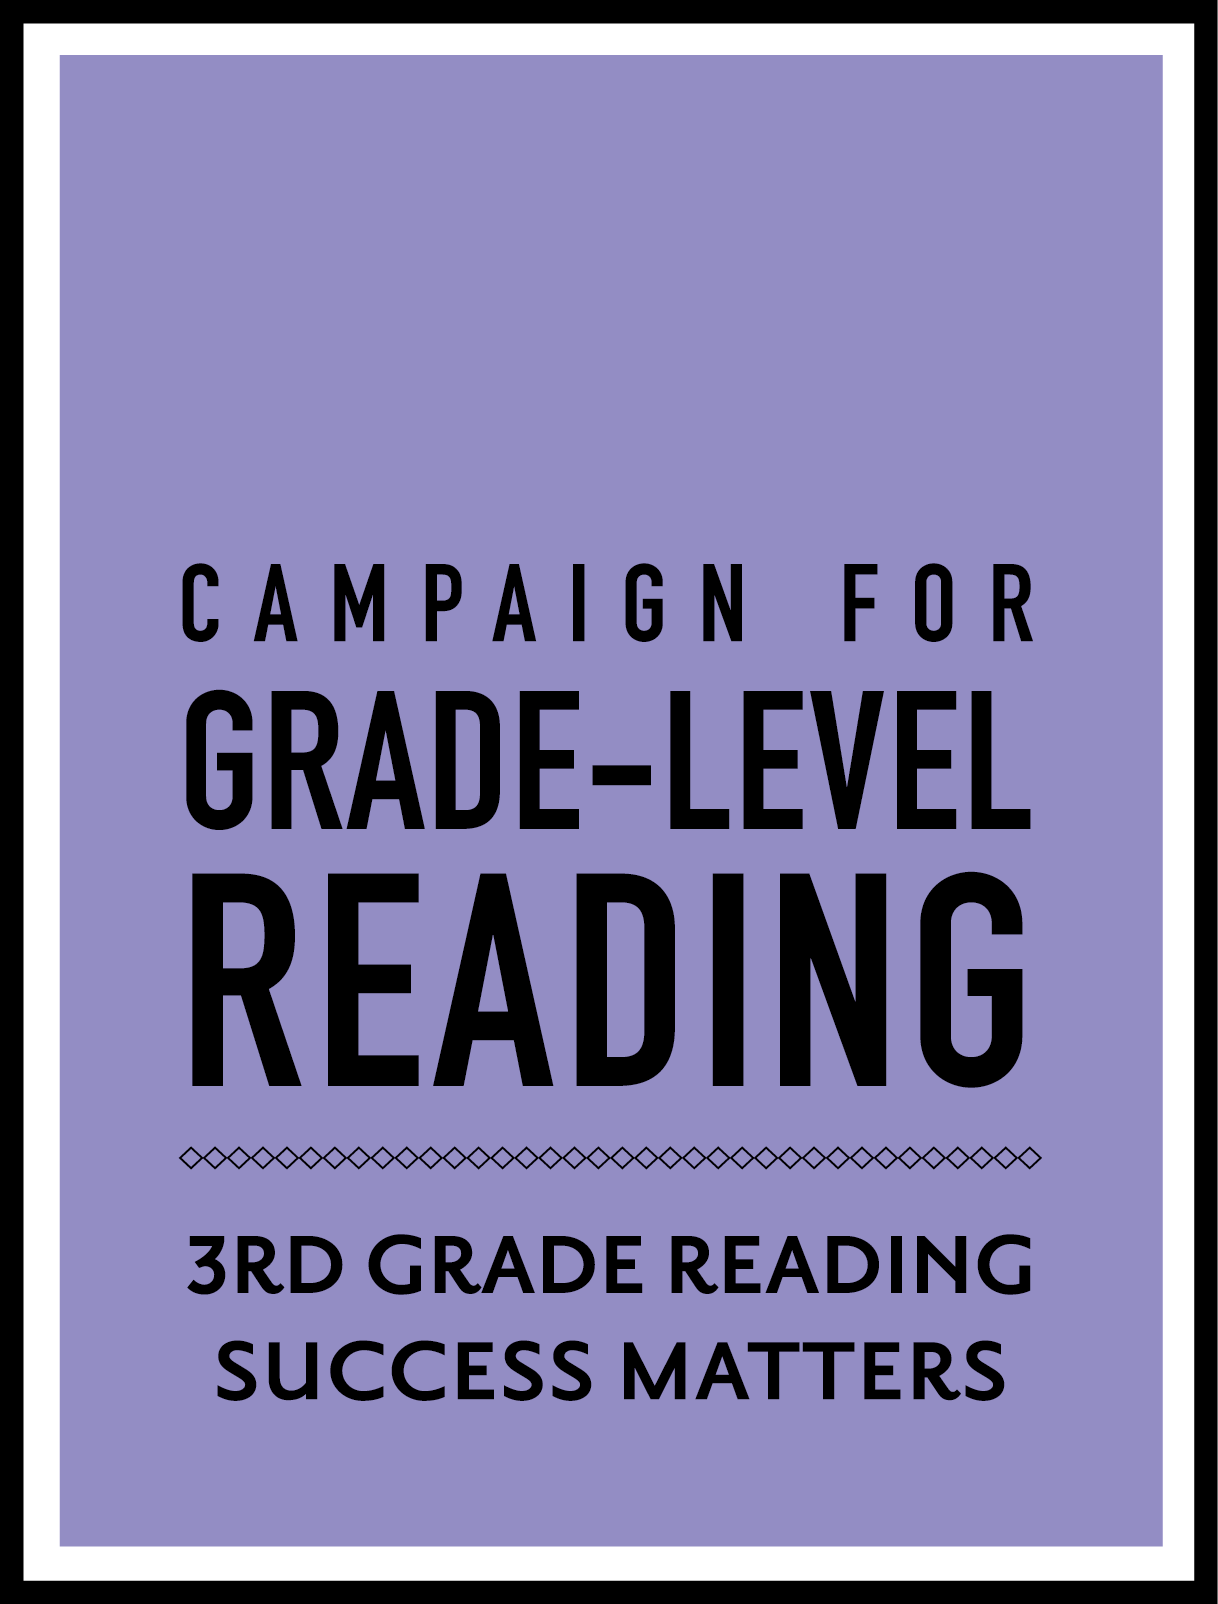 CAMPAIGN FOR
GRADE-LEVEL
READING
3RD GRADE READING
SUCCESS MATTERS